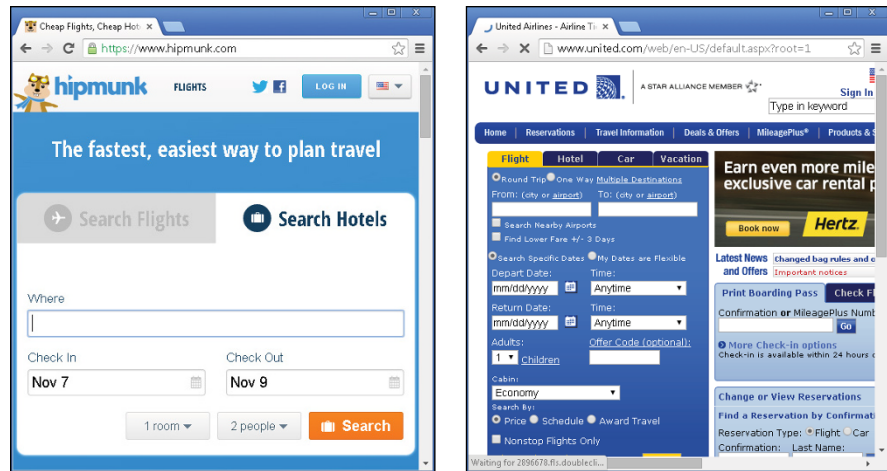 Cheap Flights, Cheap Hot
https://www.hipmunk.com
hipmunk FLIGHTS LOG IN
The fastest, easiest way to plan travel
Search Flights Search Hotels
Where
Check In Check Out
Nov 7 Nov 9
1 room 2 people Search
United Airlines - Airline Ti
www.united.com/web/en-US/default.aspx?root=1
UNITED A STAR ALLIANCE MEMBER
Sign In
Type in keyword
Home | Reservations | Travel Information | Deals & Offers | MileagePlus® | Products & S
Flight Hotel Car Vacation
Round Trip One Way Multiple Destinations
From: (city or airport) To: (city or airport)
Search Nearby Airports
Find Lower Fare +/- 3 Days
Search Specific Dates My Dates are Flexible
Depart Date: Time:
mm/dd/yyyy Anytime
Return Date: Time:
mm/dd/yyyy Anytime
Adults: Offer Code (optional):
1 Children
Cabin:
Economy
Search By:
Price Schedule Award Travel
Nonstop Flights Only
Waiting for 2896678.fls.doublecli...
Earn even more mile
exclusive car rental p
Book now Hertz.
Latest News Changed bag rules and o
and Offers Important notices
Print Boarding Pass Check Fl
Confirmation or MileagePlus Numb
Go
More Check-in options
Check-in is available within 24 hours o
Change or View Reservations
Find a Reservation by Confirmat
Reservation Type: Flight Car
Confirmation: Last Name: